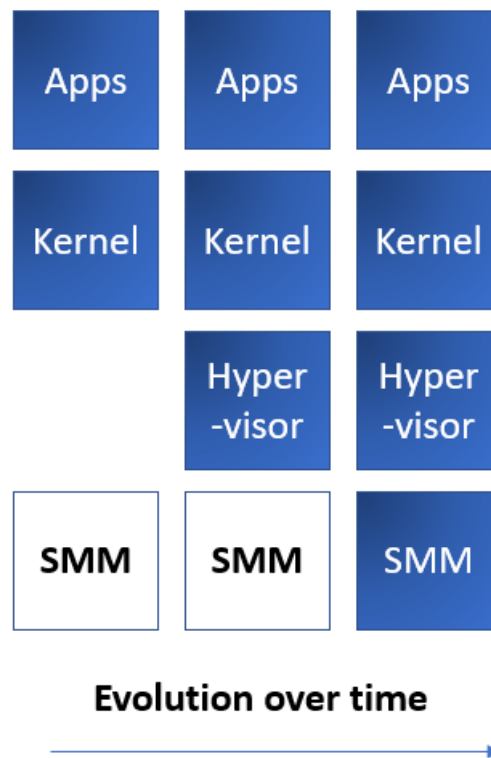 Apps Apps Apps
Kernel Kernel Kernel
Hyper Hyper
-visor -visor
SMM SMM SMM
Evolution over time